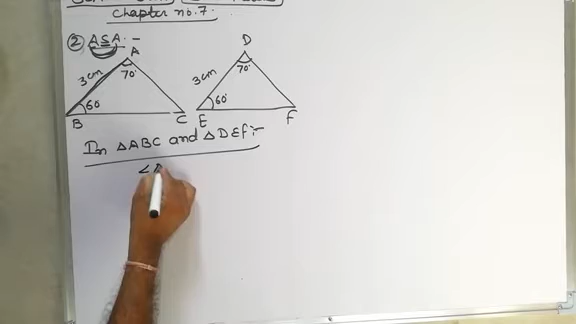 Chapter no.7.
② ASA:-
A
D
3cm
70°
3cm
70°
60
60°
B
C
E
F
In △ABC and △DEF:-
∠